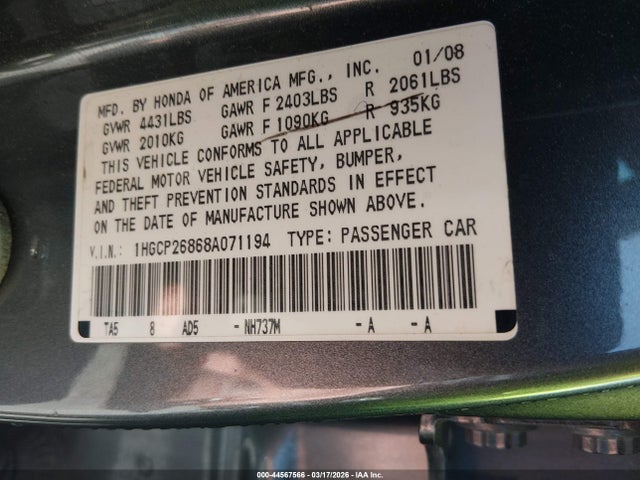 MFD. BY HONDA OF AMERICA MFG., INC. 01/08
GVWR 4431LBS GAWR F 2403LBS R 2061LBS
GVWR 2010KG GAWR F 1090KG R 935KG
THIS VEHICLE CONFORMS TO ALL APPLICABLE
FEDERAL MOTOR VEHICLE SAFETY, BUMPER,
AND THEFT PREVENTION STANDARDS IN EFFECT
ON THE DATE OF MANUFACTURE SHOWN ABOVE.
V.I.N.: 1HGCP26868A071194 TYPE: PASSENGER CAR
TA5 8 AD5 -NH737M -A -A
000-44567566 - 03/17/2026 - IAA Inc.